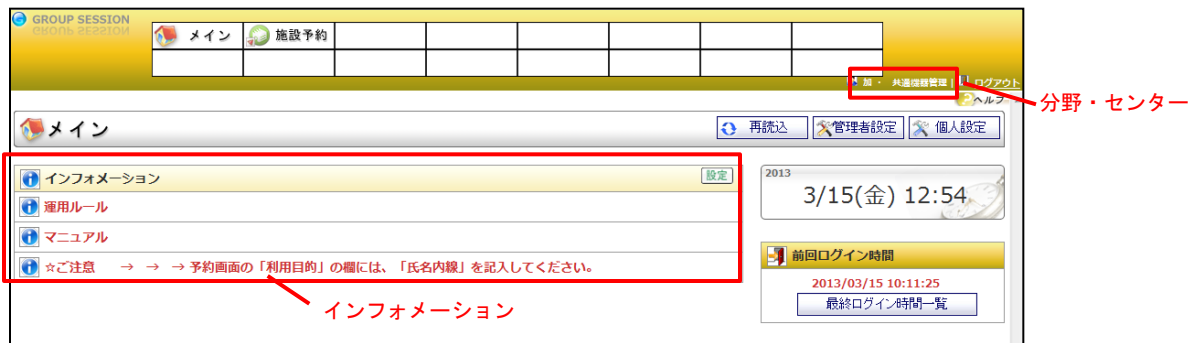 GROUP SESSION
メイン 施設予約
加・ 共通機器管理 | ログアウト
ヘルプ
分野・センター
メイン
再読込 管理者設定 個人設定
インフォメーション 設定
運用ルール
マニュアル
☆ご注意 → → → 予約画面の「利用目的」の欄には、「氏名内線」を記入してください。
インフォメーション
2013
3/15(金) 12:54
前回ログイン時間
2013/03/15 10:11:25
最終ログイン時間一覧